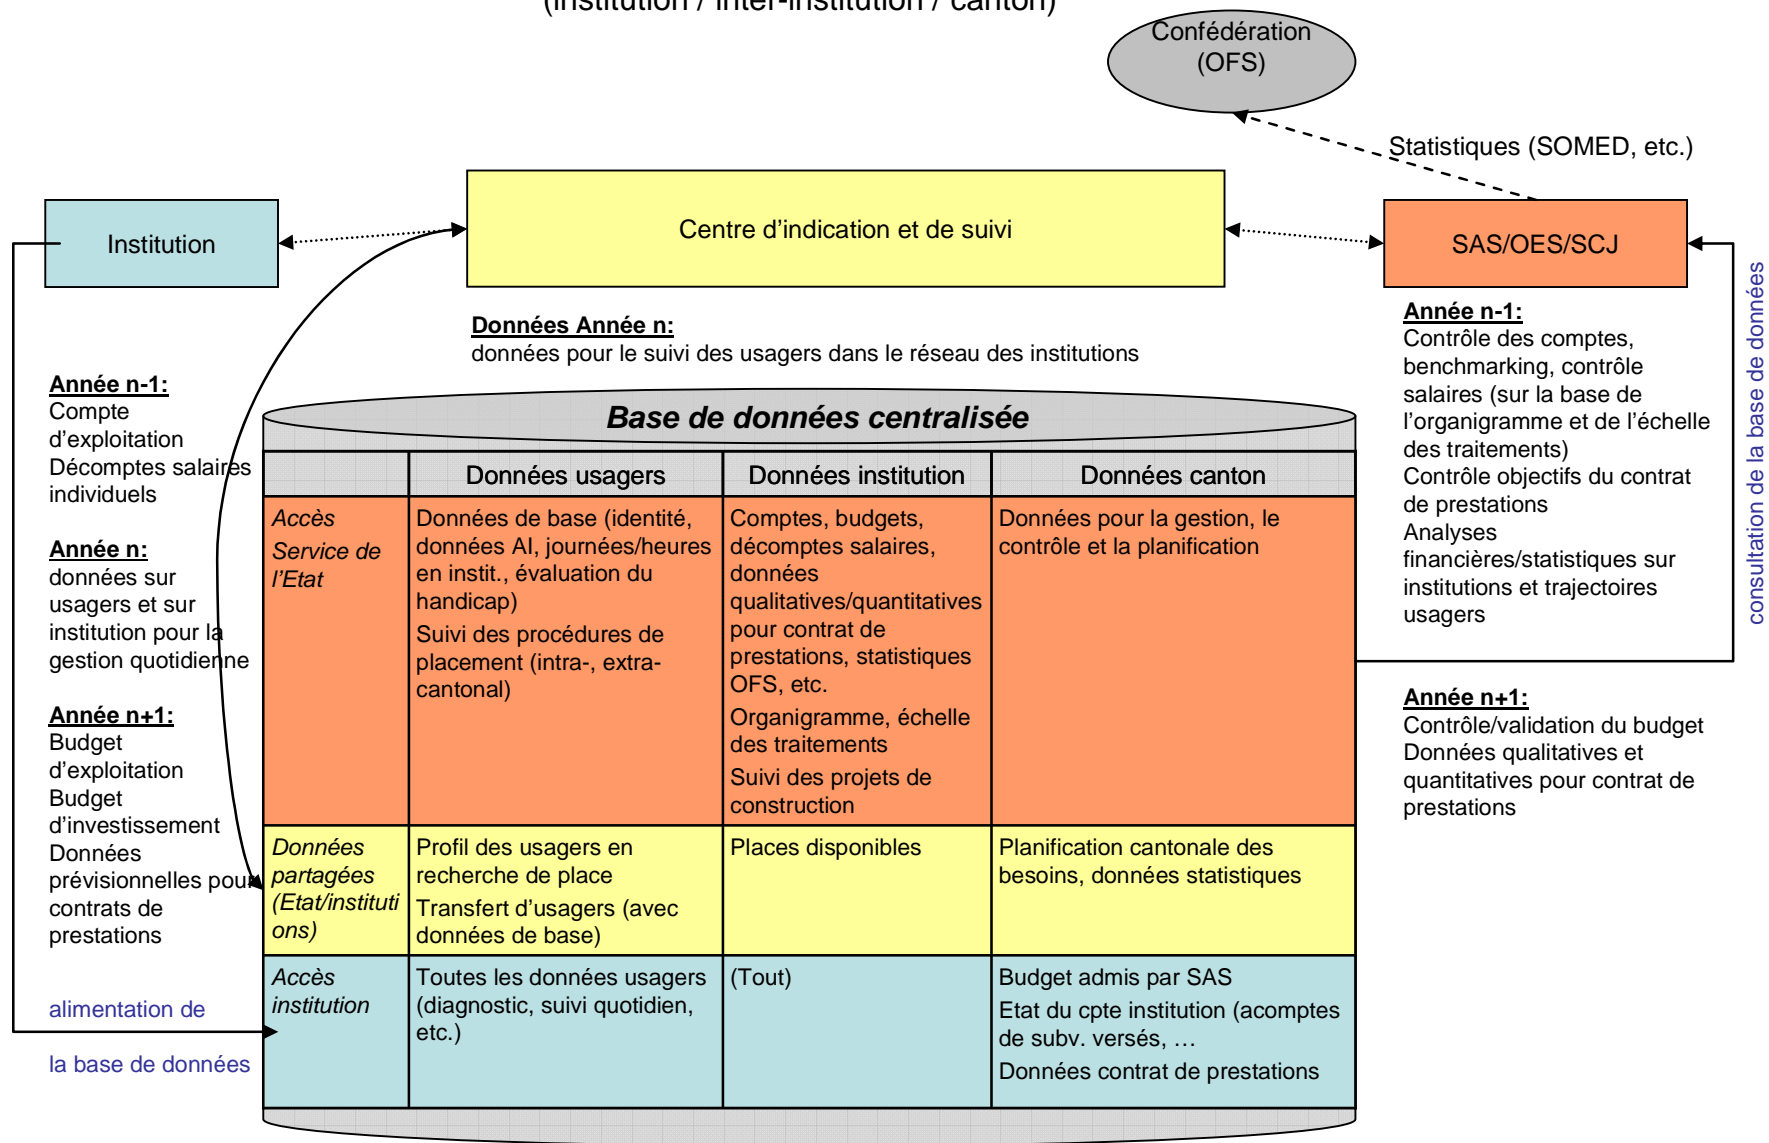 (institution / inter-institution / canton)
Confédération
(OFS)
Statistiques (SOMED, etc.)
Institution
Centre d’indication et de suivi
SAS/OES/SCJ
Données Année n:
données pour le suivi des usagers dans le réseau des institutions
Année n-1:
Compte
d’exploitation
Décomptes salaires
individuels
Année n:
données sur
usagers et sur
institution pour la
gestion quotidienne
Année n+1:
Budget
d’exploitation
Budget
d’investissement
Données
prévisionnelles pour
contrats de
prestations
alimentation de
la base de données
Base de données centralisée
Données usagers
Données institution
Données canton
Accès
Service de
l’Etat
Données de base (identité,
données AI, journées/heures
en instit., évaluation du
handicap)
Suivi des procédures de
placement (intra-, extra-
cantonal)
Comptes, budgets,
décomptes salaires,
données
qualitatives/quantitatives
pour contrat de
prestations, statistiques
OFS, etc.
Organigramme, échelle
des traitements
Suivi des projets de
construction
Données pour la gestion, le
contrôle et la planification
Données
partagées
(Etat/instituti
ons)
Profil des usagers en
recherche de place
Transfert d’usagers (avec
données de base)
Places disponibles
Planification cantonale des
besoins, données statistiques
Accès
institution
Toutes les données usagers
(diagnostic, suivi quotidien,
etc.)
(Tout)
Budget admis par SAS
Etat du cpte institution (acomptes
de subv. versés, …
Données contrat de prestations
Année n-1:
Contrôle des comptes,
benchmarking, contrôle
salaires (sur la base de
l’organigramme et de l’échelle
des traitements)
Contrôle objectifs du contrat
de prestations
Analyses
financières/statistiques sur
institutions et trajectoires
usagers
Année n+1:
Contrôle/validation du budget
Données qualitatives et
quantitatives pour contrat de
prestations
consultation de la base de données